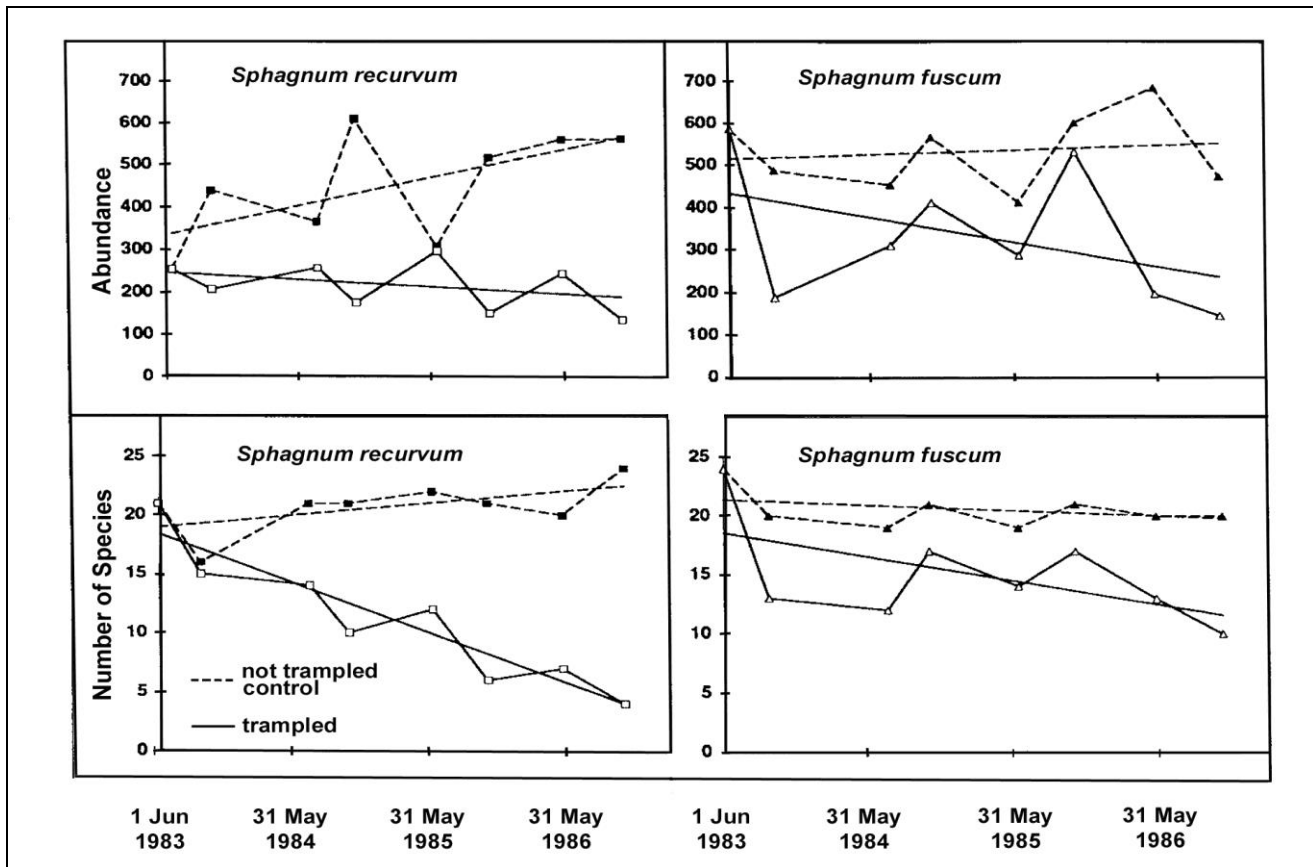 Abundance
700
600
500
400
300
200
100
0
Sphagnum recurvum
700
600
500
400
300
200
100
0
Sphagnum fuscum
Number of Species
25
20
15
10
5
0
Sphagnum recurvum
not trampled
control
trampled
25
20
15
10
5
0
Sphagnum fuscum
1 Jun
1983
31 May
1984
31 May
1985
31 May
1986
1 Jun
1983
31 May
1984
31 May
1985
31 May
1986